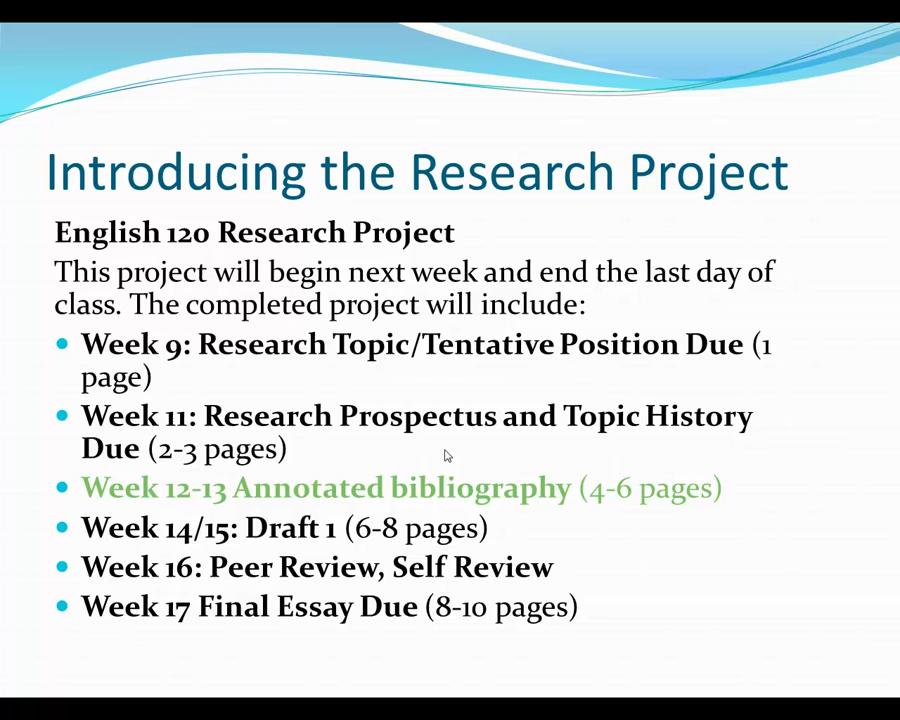 Introducing the Research Project
English 120 Research Project
This project will begin next week and end the last day of
class. The completed project will include:
• Week 9: Research Topic/Tentative Position Due (1
page)
• Week 11: Research Prospectus and Topic History
Due (2-3 pages)
• Week 12-13 Annotated bibliography (4-6 pages)
• Week 14/15: Draft 1 (6-8 pages)
• Week 16: Peer Review, Self Review
• Week 17 Final Essay Due (8-10 pages)